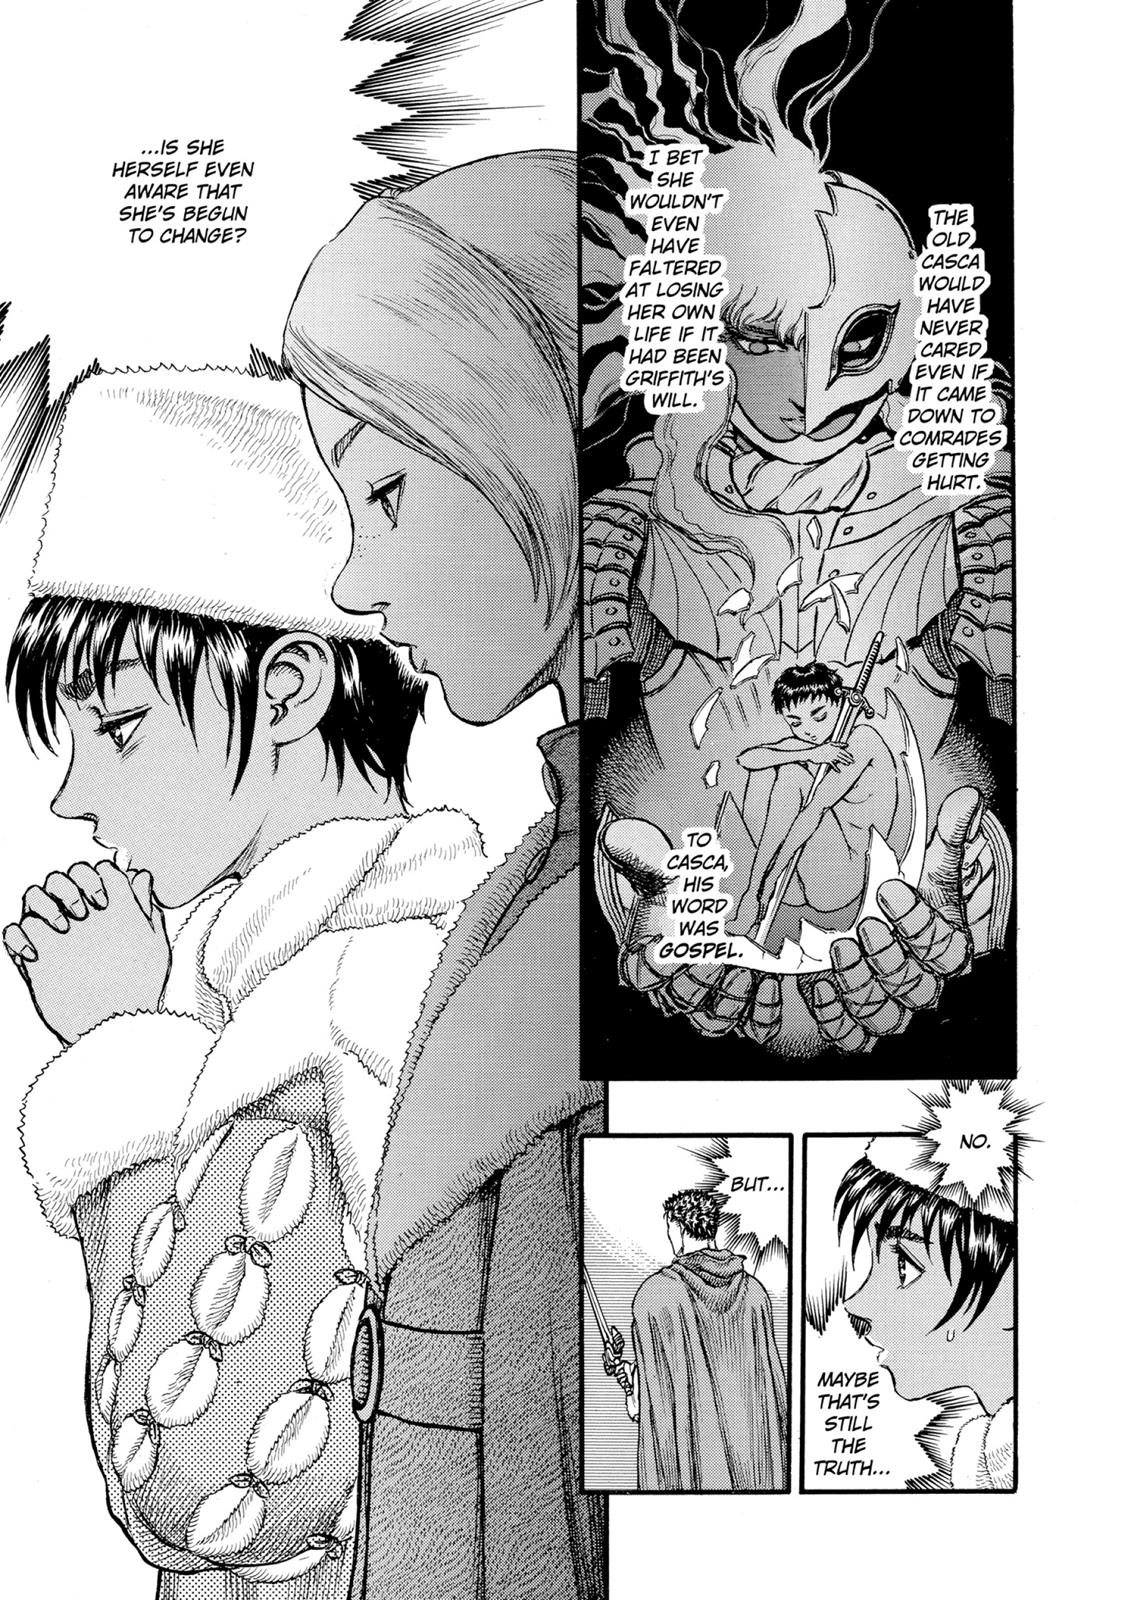 THE
OLD
CASCA
WOULD
HAVE
NEVER
CARED
EVEN IF
IT CAME
DOWN TO
COMRADES
GETTING
HURT.
I BET
SHE
WOULDN'T
EVEN
HAVE
FALTERED
AT LOSING
HER OWN
LIFE IF IT
HAD BEEN
GRIFFITH'S
WILL.
TO
CASCA,
HIS
WORD
WAS
GOSPEL.
NO.
MAYBE
THAT'S
STILL
THE
TRUTH...
BUT...
...IS SHE
HERSELF EVEN
AWARE THAT
SHE'S BEGUN
TO CHANGE?